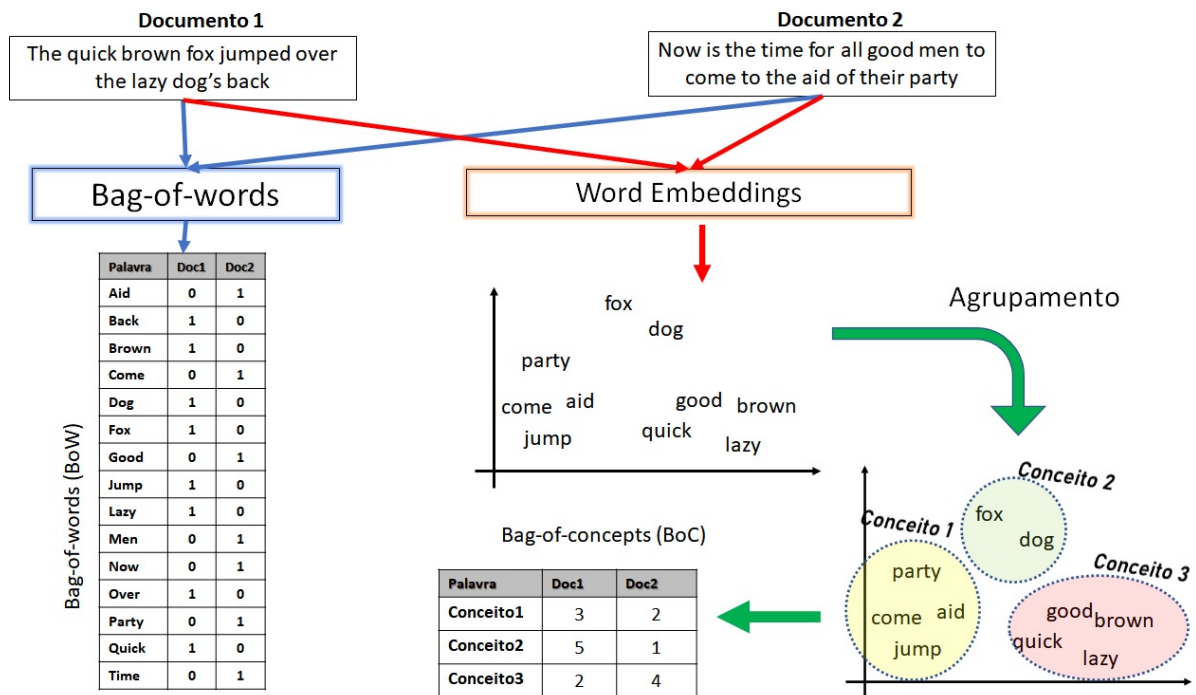 Documento 1
The quick brown fox jumped over
the lazy dog's back
Documento 2
Now is the time for all good men to
come to the aid of their party
Bag-of-words
Word Embeddings
Bag-of-words (BoW)
Palavra Doc1 Doc2
Aid 0 1
Back 1 0
Brown 1 0
Come 0 1
Dog 1 0
Fox 1 0
Good 0 1
Jump 1 0
Lazy 1 0
Men 0 1
Now 0 1
Over 1 0
Party 0 1
Quick 1 0
Time 0 1
fox
dog
party
come aid
jump
good brown
quick
lazy
Agrupamento
Conceito 1
party
come aid
jump
Conceito 2
fox
dog
Conceito 3
good brown
quick
lazy
Bag-of-concepts (BoC)
Palavra Doc1 Doc2
Conceito1 3 2
Conceito2 5 1
Conceito3 2 4